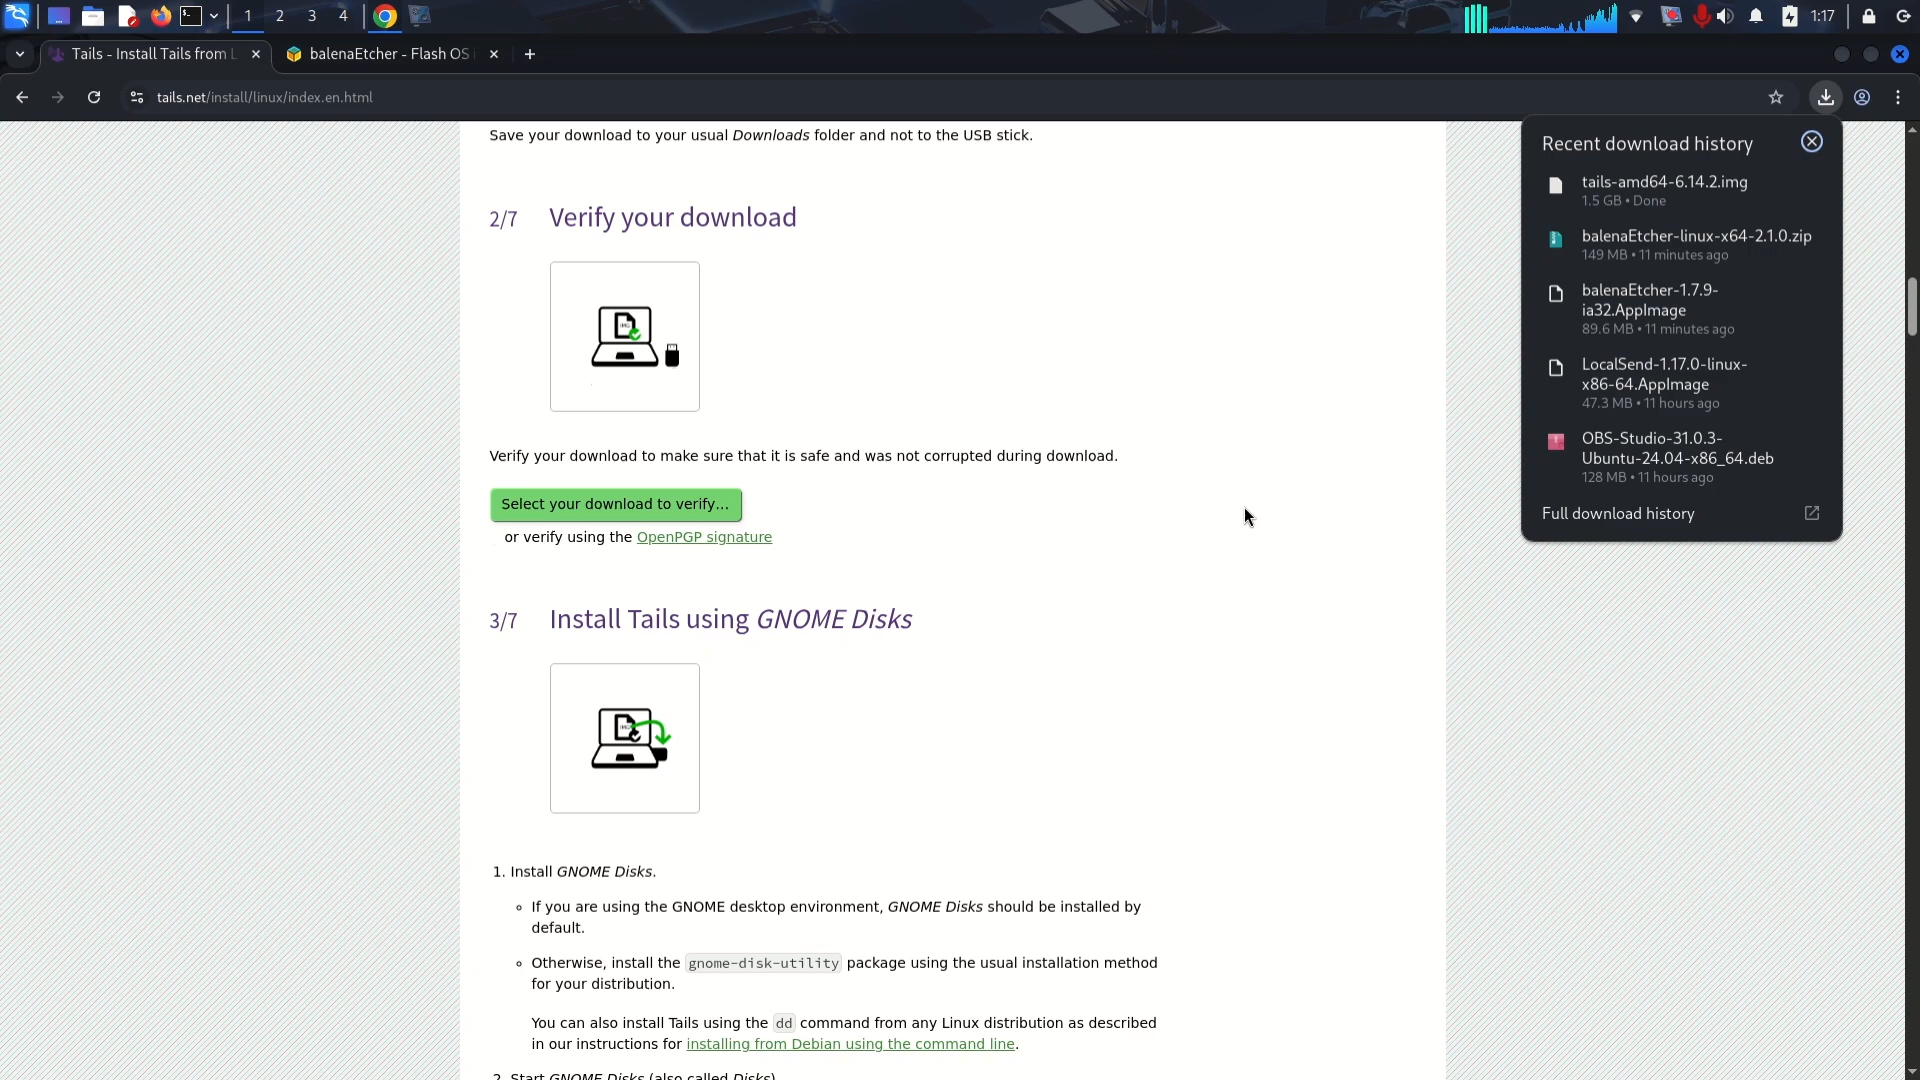 1 2 3 4 1:17
Tails - Install Tails from L
balenaEtcher - Flash OS i
tails.net/install/linux/index.en.html
Save your download to your usual Downloads folder and not to the USB stick.
2/7 Verify your download
Verify your download to make sure that it is safe and was not corrupted during download.
Select your download to verify...
or verify using the OpenPGP signature
3/7 Install Tails using GNOME Disks
1. Install GNOME Disks.
If you are using the GNOME desktop environment, GNOME Disks should be installed by
default.
Otherwise, install the gnome-disk-utility package using the usual installation method
for your distribution.
You can also install Tails using the dd command from any Linux distribution as described
in our instructions for installing from Debian using the command line.
2. Start GNOME Disks (also called Disks).
Recent download history
tails-amd64-6.14.2.img
1.5 GB • Done
balenaEtcher-linux-x64-2.1.0.zip
149 MB • 11 minutes ago
balenaEtcher-1.7.9-
ia32.AppImage
89.6 MB • 11 minutes ago
LocalSend-1.17.0-linux-
x86-64.AppImage
47.3 MB • 11 hours ago
OBS-Studio-31.0.3-
Ubuntu-24.04-x86_64.deb
128 MB • 11 hours ago
Full download history